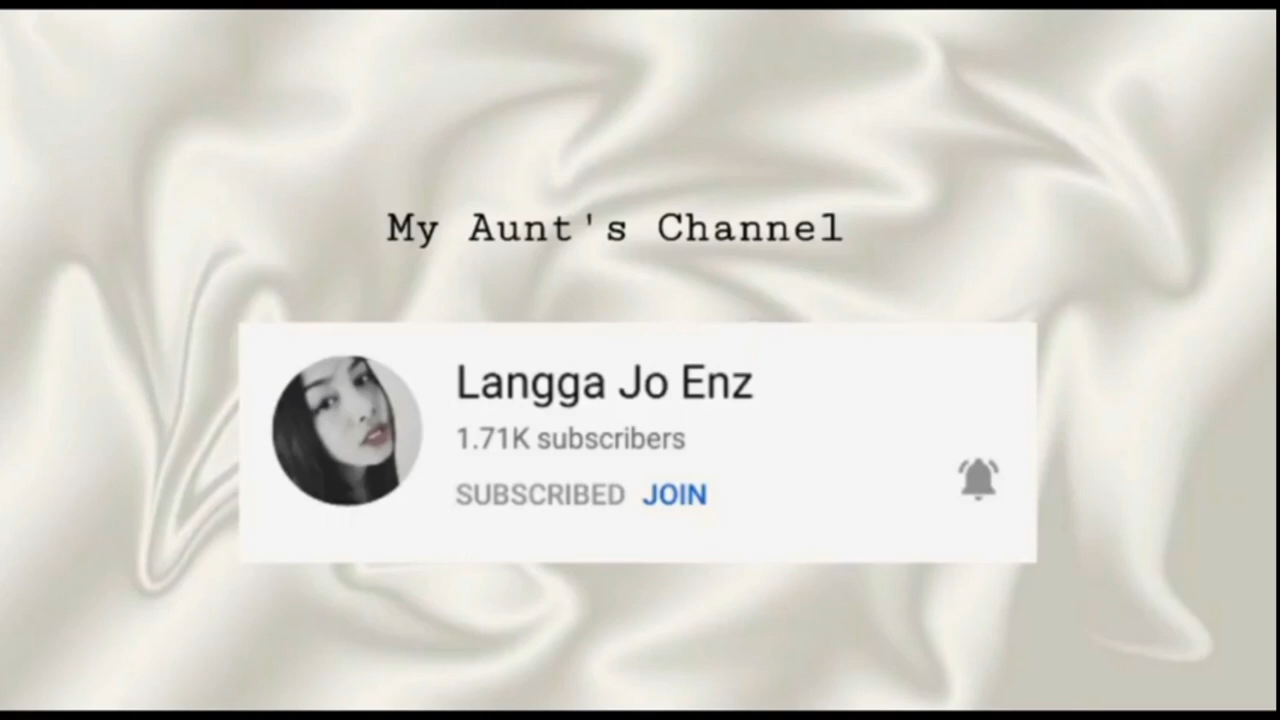 My Aunt's Channel
Langga Jo Enz
1.71K subscribers
SUBSCRIBED JOIN